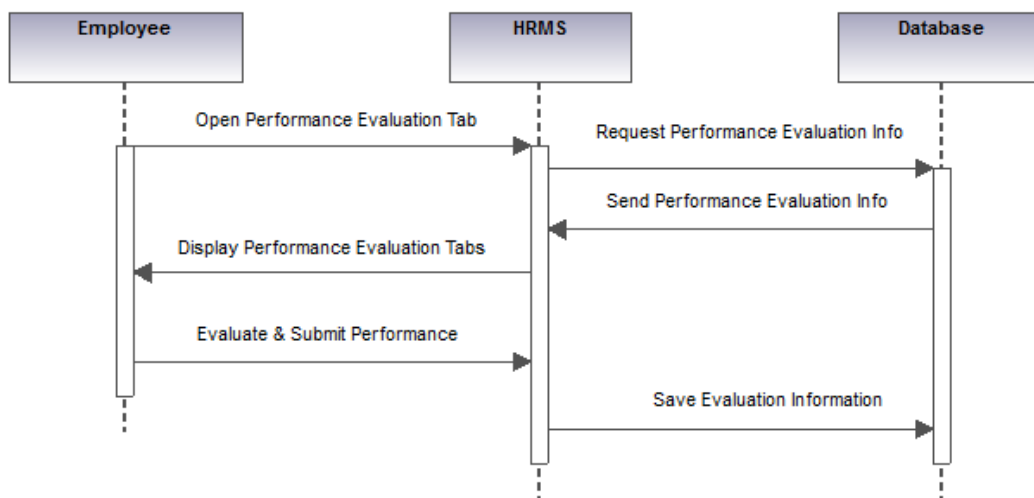 Employee
HRMS
Database
Open Performance Evaluation Tab
Request Performance Evaluation Info
Send Performance Evaluation Info
Display Performance Evaluation Tabs
Evaluate & Submit Performance
Save Evaluation Information